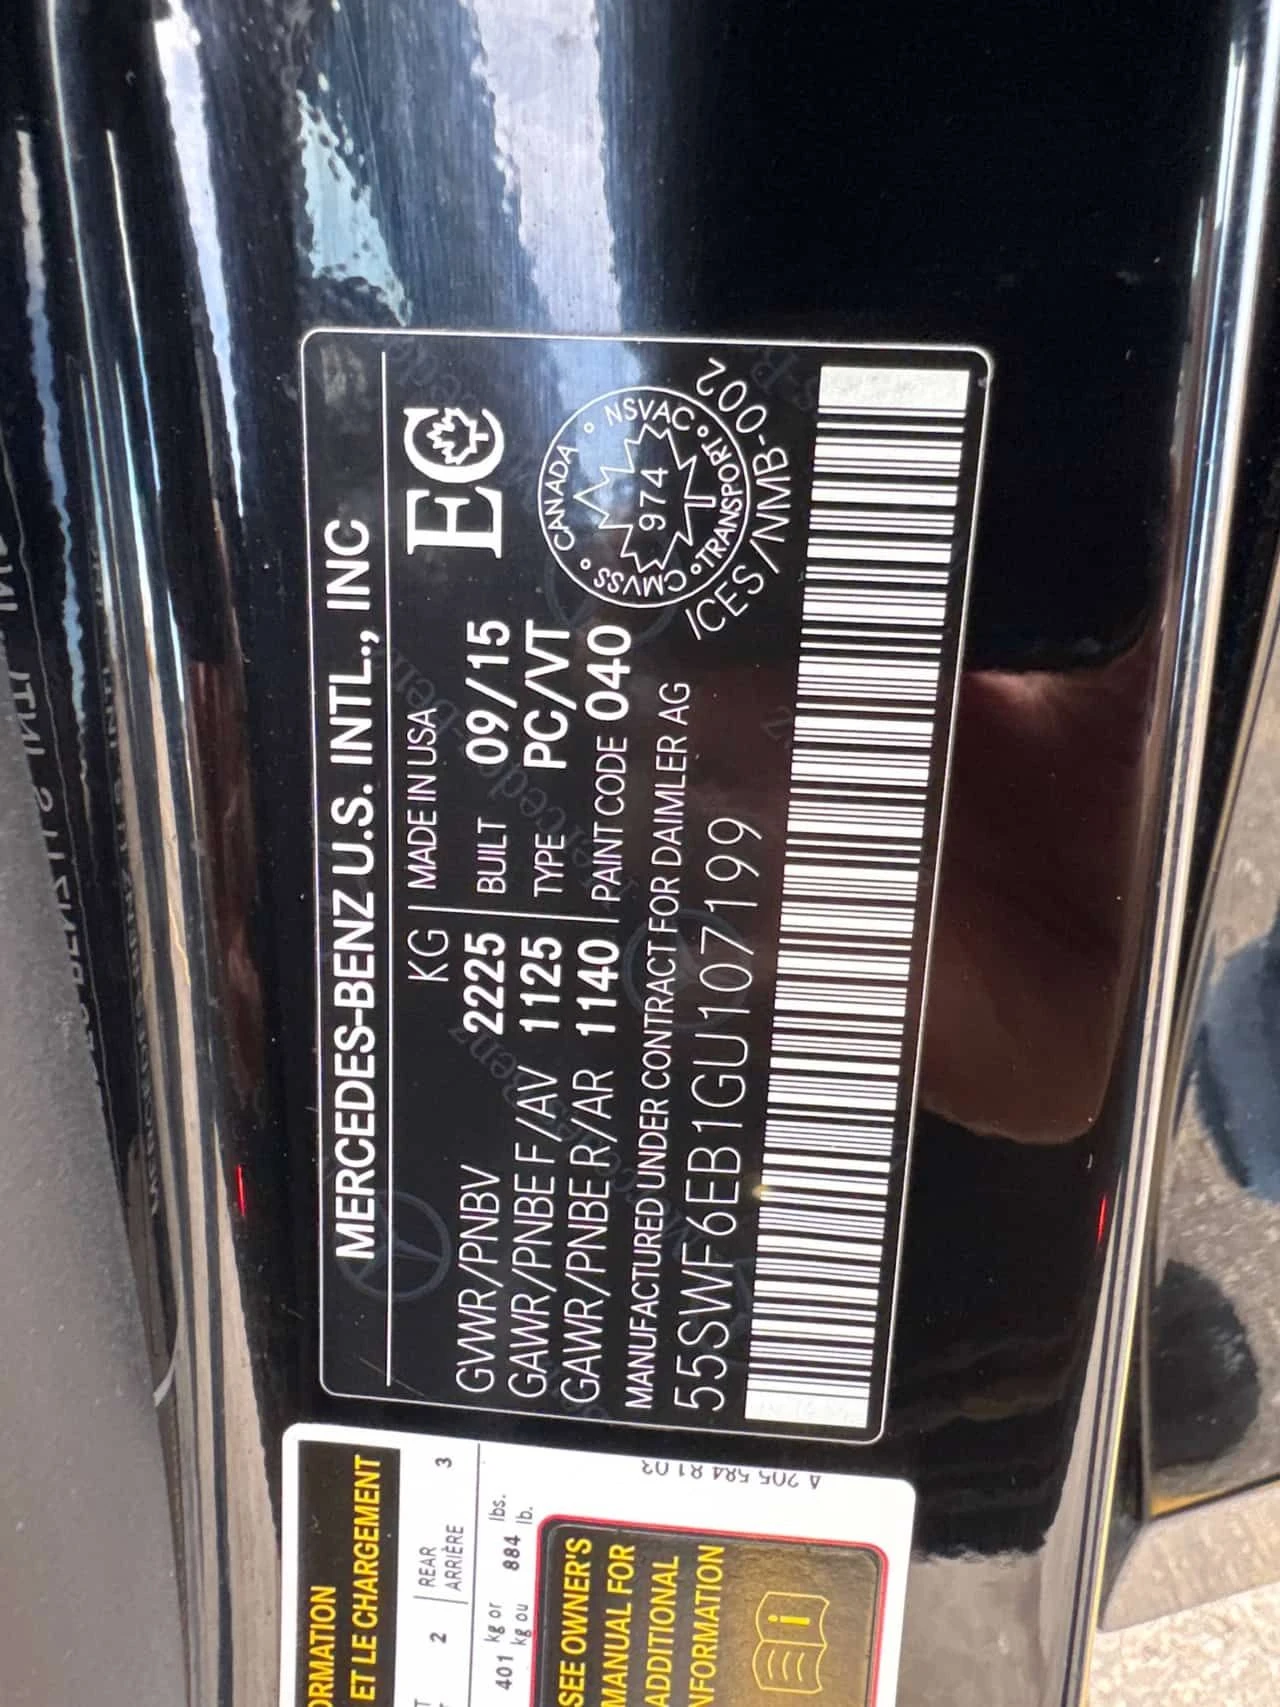 MERCEDES-BENZ U.S. INTL., INC
KG MADE IN USA
GVWR/PNBV 2225 BUILT 09/15
GAWR/PNBE F/AV 1125 TYPE PC/VT
GAWR/PNBE R/AR 1140 PAINT CODE 040
MANUFACTURED UNDER CONTRACT FOR DAIMLER AG
55SWF6EB1GU107199
EC
CANADA
NSVAC
974
TRANSPORT
CMVSS
ICES/NMB-002
ET LE CHARGEMENT
2 REAR 3
ARRIÈRE
401 kg or 884 lbs.
kg ou lb.
A 205 584 81 03
SEE OWNER'S
MANUAL FOR
ADDITIONAL